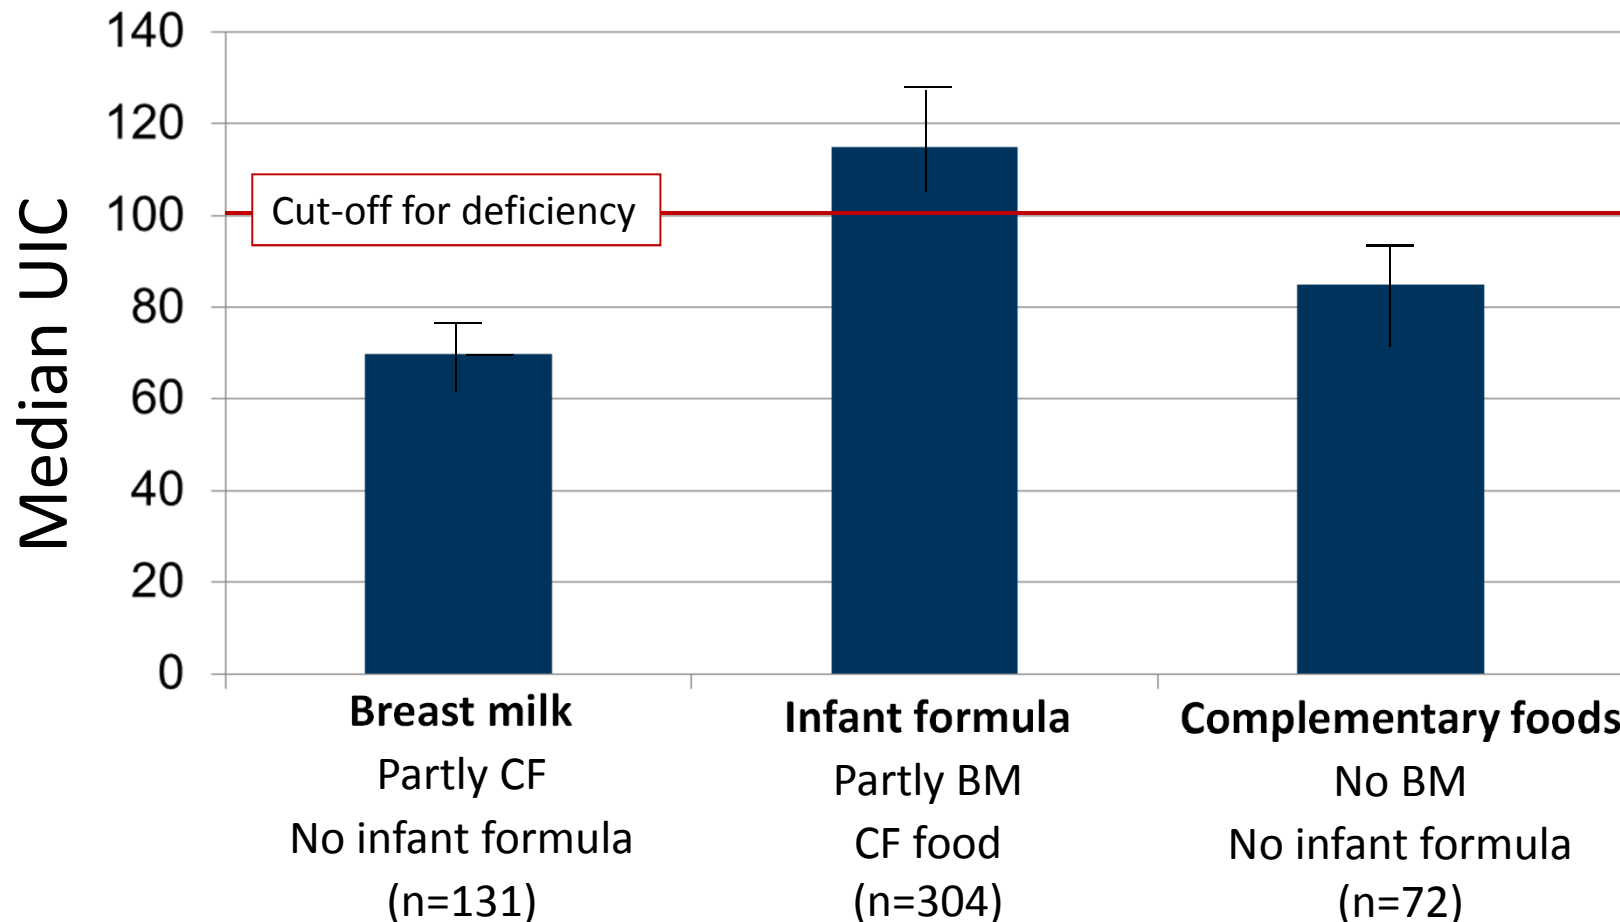 Median UIC
140
120
100
80
60
40
20
0
Cut-off for deficiency
Breast milk
Partly CF
No infant formula
(n=131)
Infant formula
Partly BM
CF food
(n=304)
Complementary foods
No BM
No infant formula
(n=72)